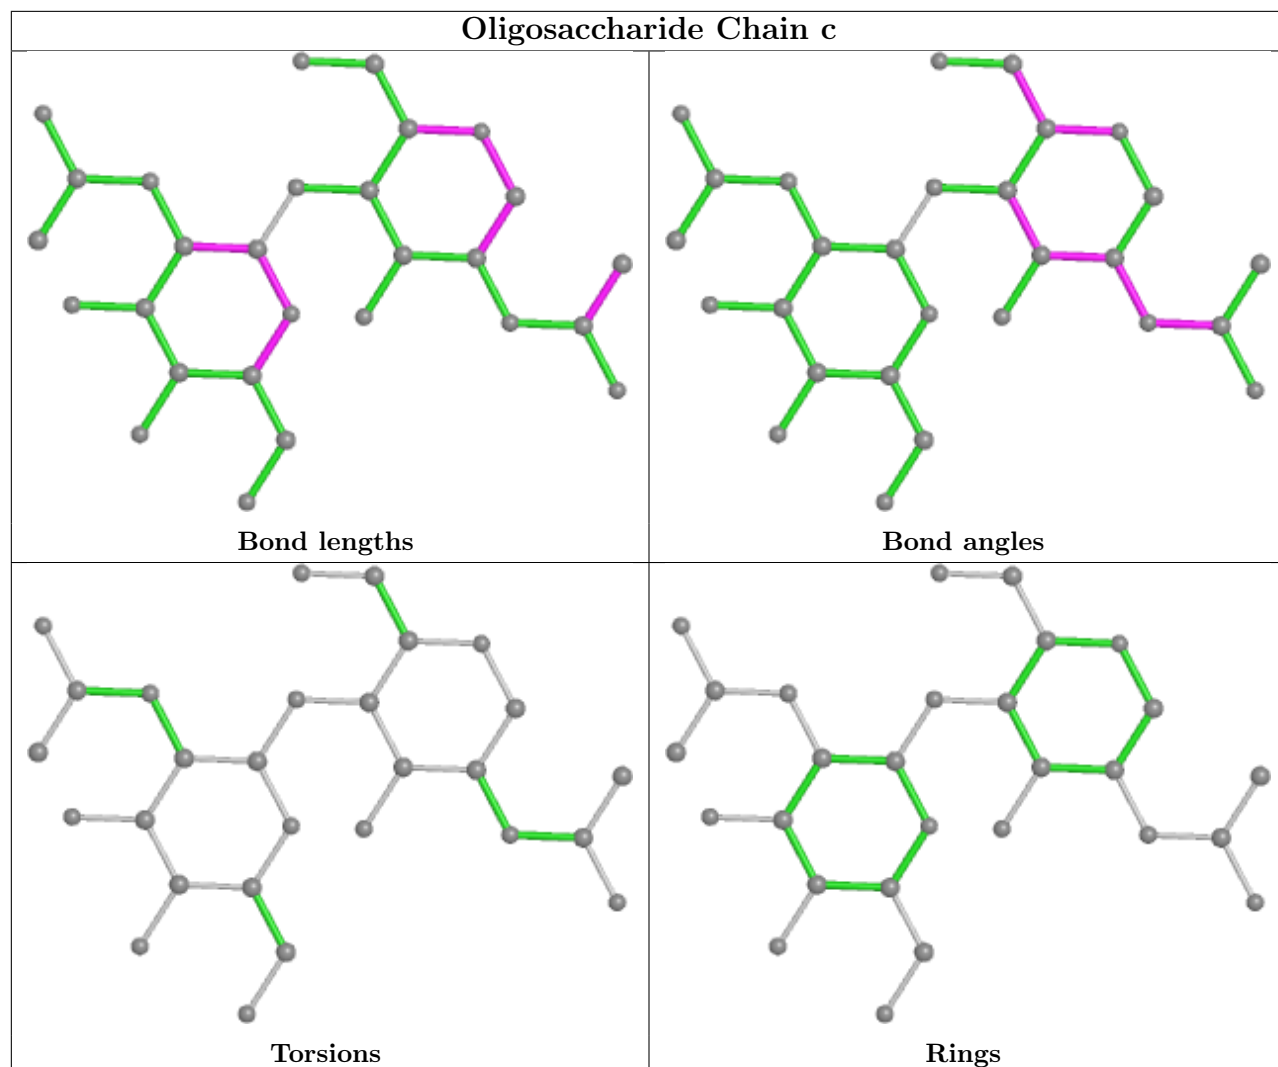 Oligosaccharide Chain c
Bond lengths
Bond angles
Torsions
Rings